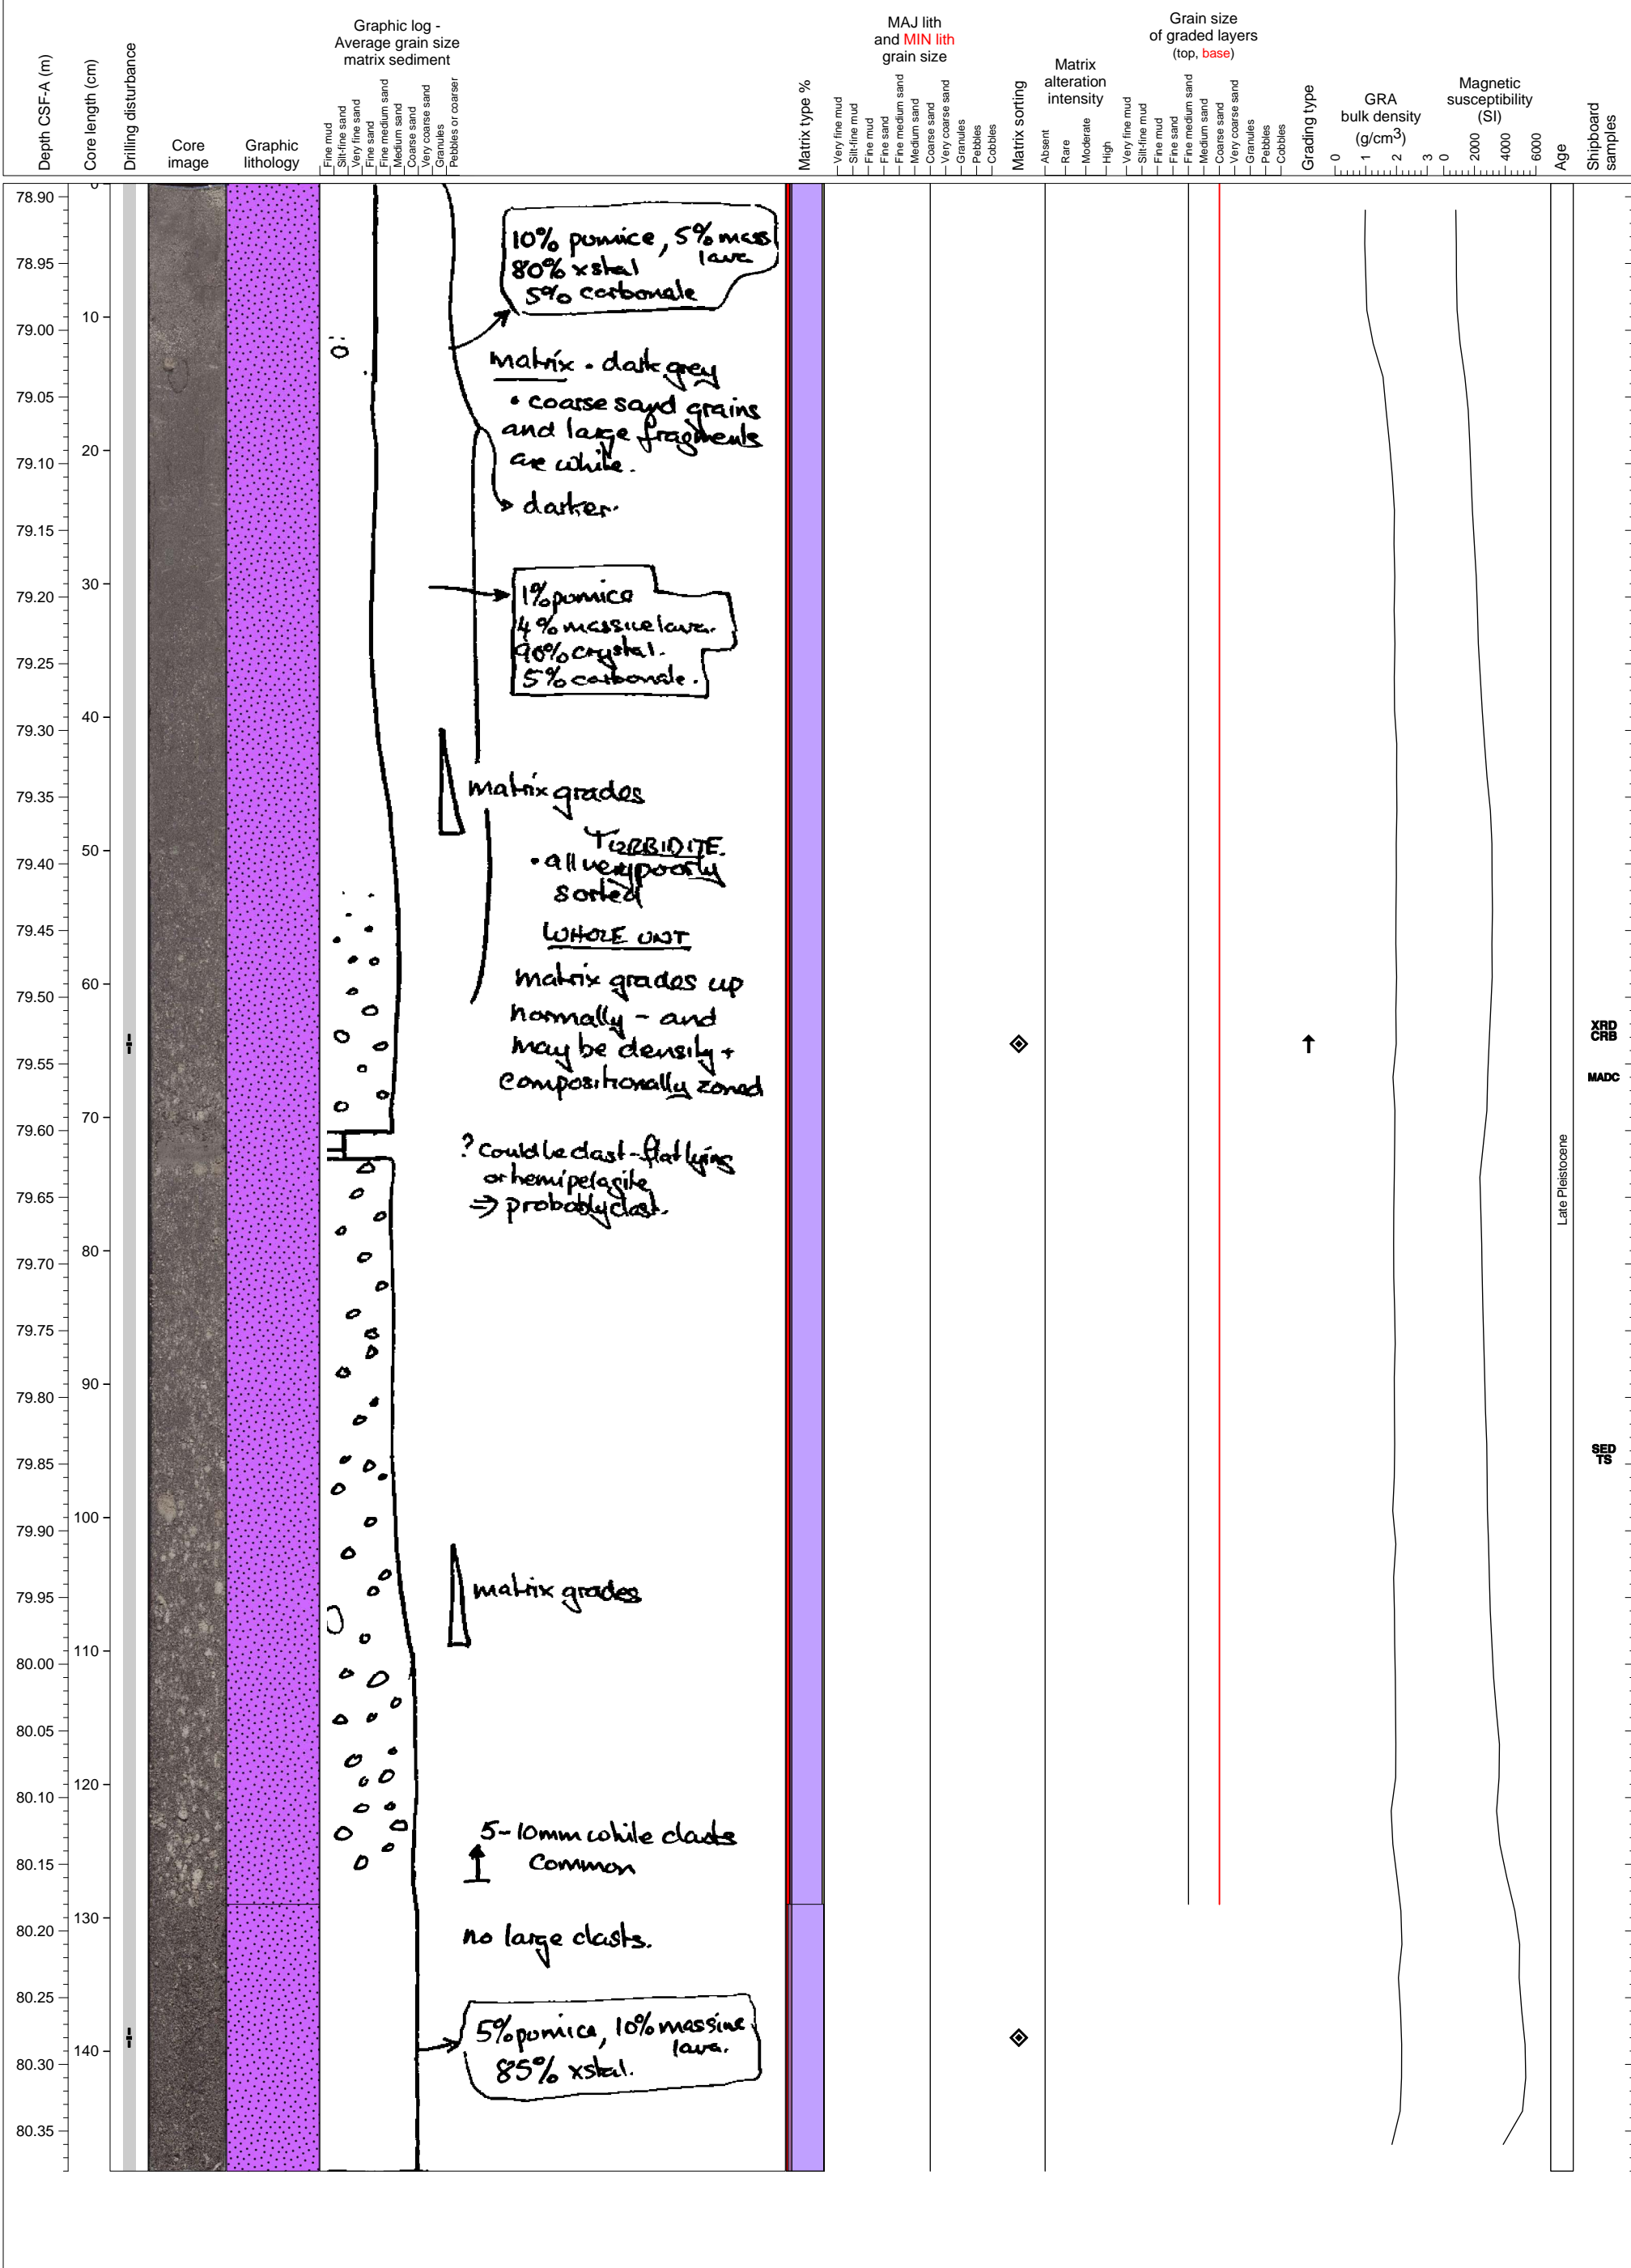 Depth CSF-A (m)
Core length (cm)
Drilling disturbance
Core
image
Graphic
lithology
Graphic log -
Average grain size
matrix sediment
Fine mud
Silt-fine sand
Very fine sand
Fine sand
Fine medium sand
Medium sand
Coarse sand
Very coarse sand
Granules
Pebbles or coarser
Matrix type %
MAJ lith
and MIN lith
grain size
Very fine mud
Silt-fine mud
Fine mud
Fine sand
Fine medium sand
Medium sand
Coarse sand
Very coarse sand
Granules
Pebbles
Cobbles
Matrix sorting
Matrix
alteration
intensity
Absent
Rare
Moderate
High
Grain size
of graded layers
(top, base)
Very fine mud
Silt-fine mud
Fine mud
Fine sand
Fine medium sand
Medium sand
Coarse sand
Very coarse sand
Granules
Pebbles
Cobbles
Grading type
GRA
bulk density
(g/cm3)
0 1 2 3
Magnetic
susceptibility
(SI)
0 2000 4000 6000
Age
Shipboard
samples
78.90
78.95
79.00
79.05
79.10
79.15
79.20
79.25
79.30
79.35
79.40
79.45
79.50
79.55
79.60
79.65
79.70
79.75
79.80
79.85
79.90
79.95
80.00
80.05
80.10
80.15
80.20
80.25
80.30
80.35
0
10
20
30
40
50
60
70
80
90
100
110
120
130
140
10% pumice, 5% mass
lava
80% xstal
5% carbonate
matrix - dark grey
• coarse sand grains
and large fragments
are white.
darker.
1% pumice
4% massive lava.
90% crystal.
5% carbonate.
matrix grades
TURBIDITE.
• all very poorly
sorted
WHOLE UNIT
matrix grades up
normally - and
may be density +
compositionally zoned
? could be clast - flat lying
or hemipelagite
⇒ probably clast.
matrix grades
5-10mm white clasts
common
no large clasts.
5% pumice, 10% massive
lava.
85% xstal.
Late Pleistocene
XRD
CRB
MADC
SED
TS